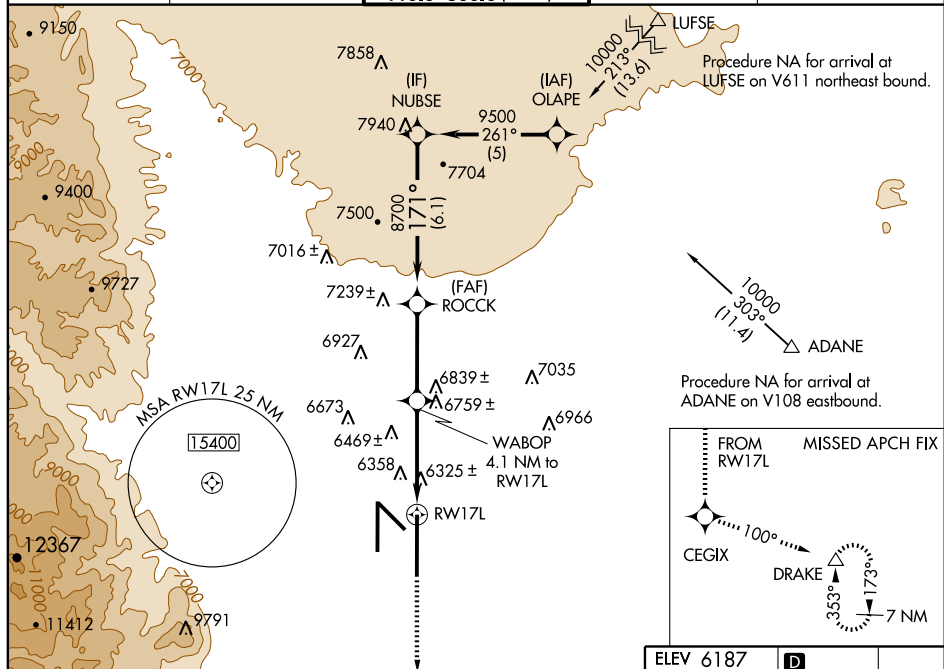 9150
7000
7858
(IF)
NUBSE
7940
9500
261°
(5)
(IAF)
OLAPE
10000
213°
(13.6)
LUFSE
Procedure NA for arrival at
LUFSE on V611 northeast bound.
9000
9400
7704
7500
8700
171°
(6.1)
7016 ±
9727
7239 ±
(FAF)
ROCCK
10000
303°
(11.4)
ADANE
6927
6839 ±
7035
6759 ±
Procedure NA for arrival at
ADANE on V108 eastbound.
MSA RW17L 25 NM
15400
6673
6469 ±
6966
WABOP
4.1 NM to
RW17L
6358
6325 ±
RW17L
FROM
RW17L
MISSED APCH FIX
CEGIX
100°
DRAKE
353°
173°
7 NM
9000
12367
11000
7000
11412
9791
ELEV 6187
D